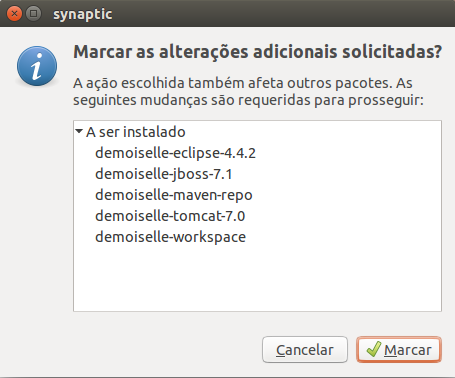 synaptic
Marcar as alterações adicionais solicitadas?
A ação escolhida também afeta outros pacotes. As
seguintes mudanças são requeridas para prosseguir:
A ser instalado
demoiselle-eclipse-4.4.2
demoiselle-jboss-7.1
demoiselle-maven-repo
demoiselle-tomcat-7.0
demoiselle-workspace
Cancelar
Marcar